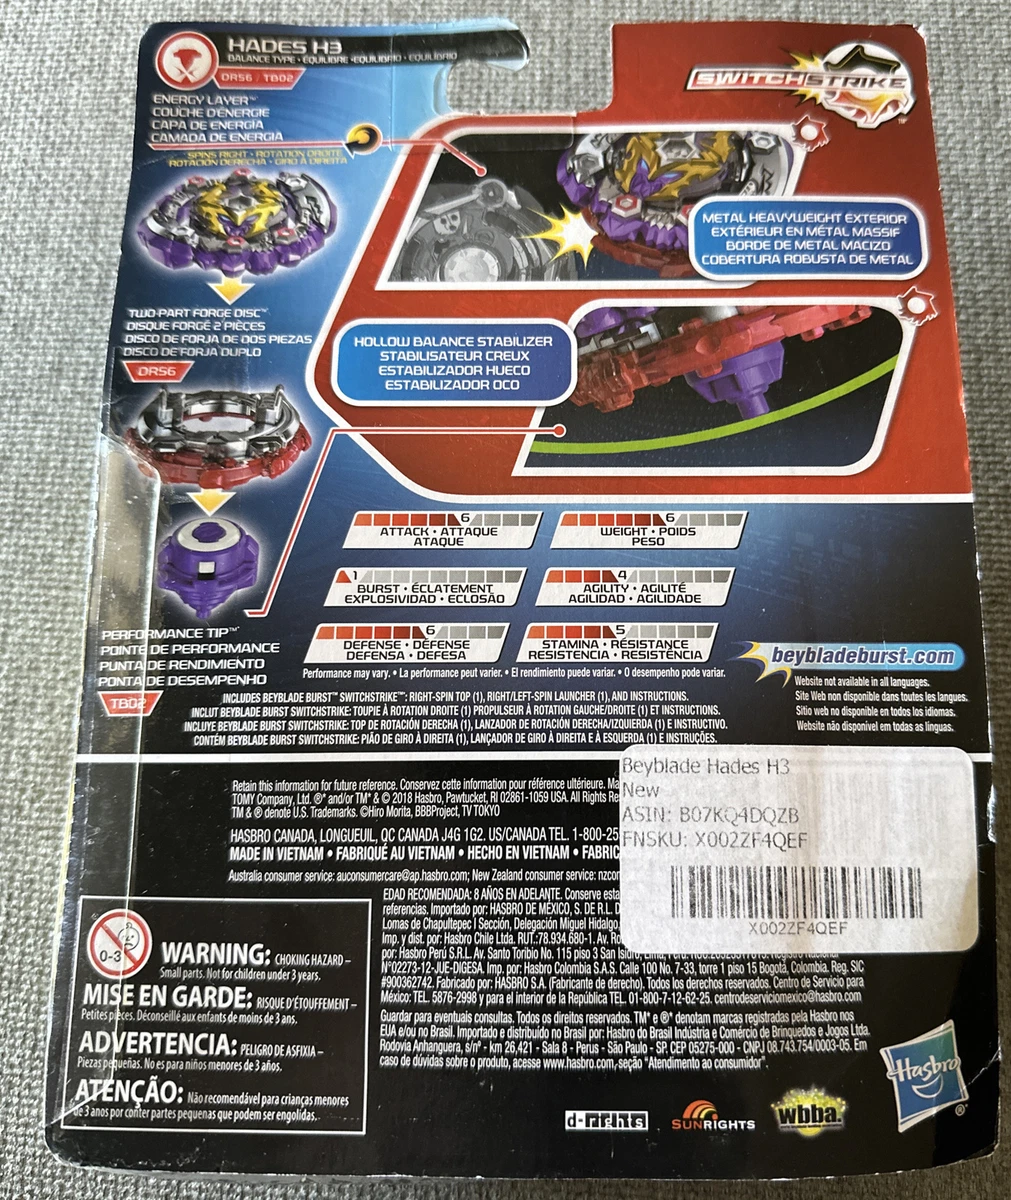 HADES H3
BALANCE TYPE • EQUILIBRE • EQUILIBRIO • EQUILÍBRIO
DRS6 / TB02
ENERGY LAYER™
COUCHE D'ÉNERGIE
CAPA DE ENERGÍA
CAMADA DE ENERGIA
SPINS RIGHT • ROTATION DROITE
ROTACIÓN DERECHA • GIRO À DIREITA
SWITCHSTRIKE™
METAL HEAVYWEIGHT EXTERIOR
EXTÉRIEUR EN MÉTAL MASSIF
BORDE DE METAL MACIZO
COBERTURA ROBUSTA DE METAL
TWO-PART FORGE DISC™
DISQUE FORGÉ 2 PIÈCES
DISCO DE FORJA DE DOS PIEZAS
DISCO DE FORJA DUPLO
DRS6
HOLLOW BALANCE STABILIZER
STABILISATEUR CREUX
ESTABILIZADOR HUECO
ESTABILIZADOR OCO
6
ATTACK • ATTAQUE
ATAQUE
6
WEIGHT • POIDS
PESO
1
BURST • ÉCLATEMENT
EXPLOSIVIDAD • ECLOSÃO
4
AGILITY • AGILITÉ
AGILIDAD • AGILIDADE
6
DEFENSE • DÉFENSE
DEFENSA • DEFESA
5
STAMINA • RÉSISTANCE
RESISTENCIA • RESISTÊNCIA
PERFORMANCE TIP™
POINTE DE PERFORMANCE
PUNTA DE RENDIMIENTO
PONTA DE DESEMPENHO
TB02
Performance may vary. • La performance peut varier. • El rendimiento puede variar. • O desempenho pode variar.
beybladeburst.com
Website not available in all languages.
Site Web non disponible dans toutes les langues.
Sitio web no disponible en todos los idiomas.
Website não disponível em todas as línguas.
INCLUDES BEYBLADE BURST™ SWITCHSTRIKE™: RIGHT-SPIN TOP (1), RIGHT/LEFT-SPIN LAUNCHER (1), AND INSTRUCTIONS.
INCLUT BEYBLADE BURST SWITCHSTRIKE: TOUPIE À ROTATION DROITE (1) PROPULSEUR À ROTATION GAUCHE/DROITE (1) ET INSTRUCTIONS.
INCLUYE BEYBLADE BURST SWITCHSTRIKE: TOP DE ROTACIÓN DERECHA (1), LANZADOR DE ROTACIÓN DERECHA/IZQUIERDA (1) E INSTRUCTIVO.
CONTÉM BEYBLADE BURST SWITCHSTRIKE: PIÃO DE GIRO À DIREITA (1), LANÇADOR DE GIRO À DIREITA E À ESQUERDA (1) E INSTRUÇÕES.
Retain this information for future reference. Conservez cette information pour référence ultérieure. Ma
TOMY Company, Ltd. ®* and/or TM* & © 2018 Hasbro, Pawtucket, RI 02861-1059 USA. All Rights Res
TM & ® denote U.S. Trademarks. ©Hiro Morita, BBBProject, TV TOKYO
HASBRO CANADA, LONGUEUIL, QC CANADA J4G 1G2. US/CANADA TEL. 1-800-25
MADE IN VIETNAM • FABRIQUÉ AU VIETNAM • HECHO EN VIETNAM • FABRIC
Australia consumer service: auconsumercare@ap.hasbro.com; New Zealand consumer service: nzcon
Beyblade Hades H3
New
ASIN: B07KQ4DQZB
FNSKU: X002ZF4QEF
X002ZF4QEF
EDAD RECOMENDADA: 8 AÑOS EN ADELANTE. Conserve esta
referencias. Importado por: HASBRO DE MÉXICO, S. DE R.L. D
Lomas de Chapultepec I Sección, Delegación Miguel Hidalgo,
Imp. y dist. por: Hasbro Chile Ltda. RUT.:78.934.680-1. Av. Ro
por: Hasbro Perú S.R.L. Av. Santo Toribio No. 115 piso 3 San Isidro,
N°02273-12-JUE-DIGESA. Imp. por: Hasbro Colombia S.A.S. Calle 100 No. 7-33, torre 1 piso 15 Bogotá, Colombia. Reg. SIC
#900362742. Fabricado por: HASBRO S.A. (Fabricante de derecho). Todos los derechos reservados. Centro de Servicio para
México: TEL. 5876-2998 y para el interior de la República TEL. 01-800-7-12-62-25. centrodeserviciomexico@hasbro.com
Guardar para eventuais consultas. Todos os direitos reservados. TM* e ®* denotam marcas registradas pela Hasbro nos
EUA e/ou no Brasil. Importado e distribuído no Brasil por: Hasbro do Brasil Indústria e Comércio de Brinquedos e Jogos Ltda.
Rodovia Anhanguera, s/nº - km 26,421 - Sala 8 - Perus - São Paulo - SP. CEP 05275-000 - CNPJ 08.743.754/0003-05. Em
caso de dúvidas sobre o produto, acesse www.hasbro.com, seção "Atendimento ao consumidor".
0-3
WARNING: CHOKING HAZARD –
Small parts. Not for children under 3 years.
MISE EN GARDE: RISQUE D'ÉTOUFFEMENT –
Petites pièces. Déconseillé aux enfants de moins de 3 ans.
ADVERTENCIA: PELIGRO DE ASFIXIA –
Piezas pequeñas. No es para niños menores de 3 años.
ATENÇÃO: Não recomendável para crianças menores
de 3 anos por conter partes pequenas que podem ser engolidas.
d-rights
SUNRIGHTS
wbba.
Hasbro
®